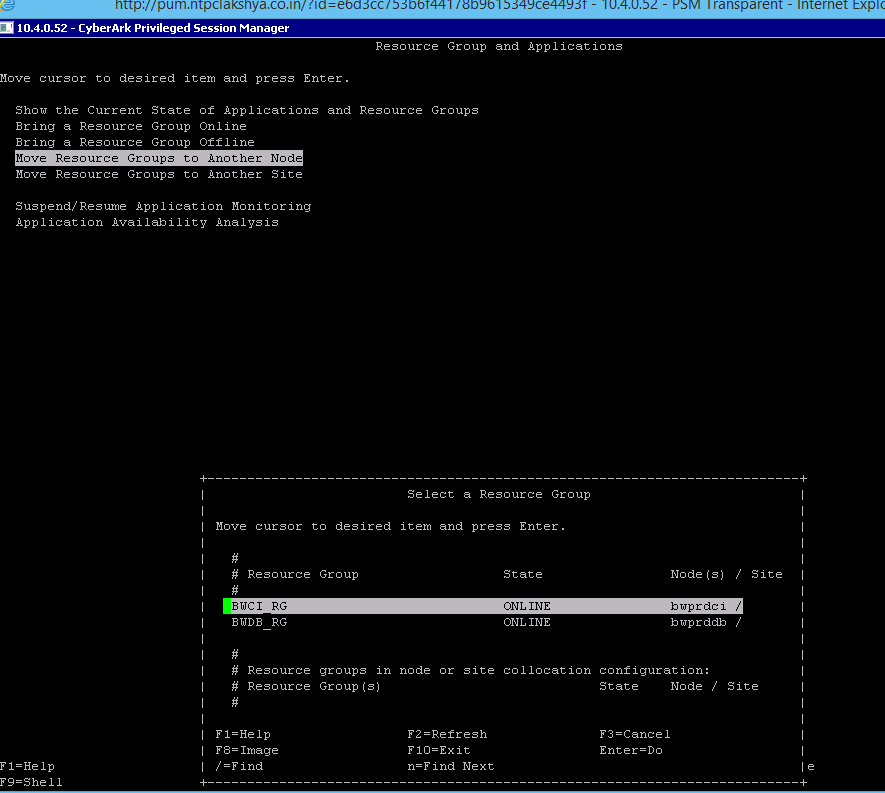 http://pum.ntpclakshya.co.in/?id=e6d3cc753b6f44178b9615349ce4493f - 10.4.0.52 - PSM Transparent - Internet Explo
10.4.0.52 - CyberArk Privileged Session Manager
Resource Group and Applications
Move cursor to desired item and press Enter.
Show the Current State of Applications and Resource Groups
Bring a Resource Group Online
Bring a Resource Group Offline
Move Resource Groups to Another Node
Move Resource Groups to Another Site
Suspend/Resume Application Monitoring
Application Availability Analysis
Select a Resource Group
Move cursor to desired item and press Enter.
#
# Resource Group State Node(s) / Site
#
BWCI_RG ONLINE bwprdci /
BWDB_RG ONLINE bwprddb /
#
# Resource groups in node or site collocation configuration:
# Resource Group(s) State Node / Site
#
F1=Help F2=Refresh F3=Cancel
F8=Image F10=Exit Enter=Do
F1=Help /=Find n=Find Next e
F9=Shell